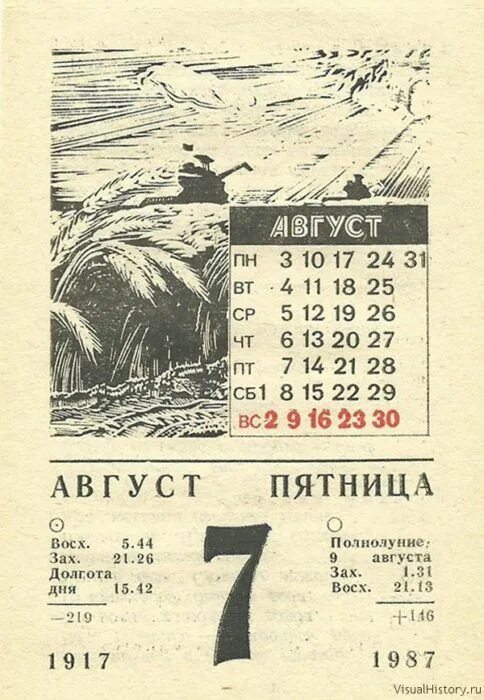 АВГУСТ
ПН 3 10 17 24 31
ВТ 4 11 18 25
СР 5 12 19 26
ЧТ 6 13 20 27
ПТ 7 14 21 28
СБ 1 8 15 22 29
ВС 2 9 16 23 30
АВГУСТ ПЯТНИЦА
Восх. 5.44
Зах. 21.26
Долгота
дня 15.42
—219
1917
7
Полнолуние:
9 августа
Зах. 1.31
Восх. 21.13
+146
1987
VisualHistory.ru